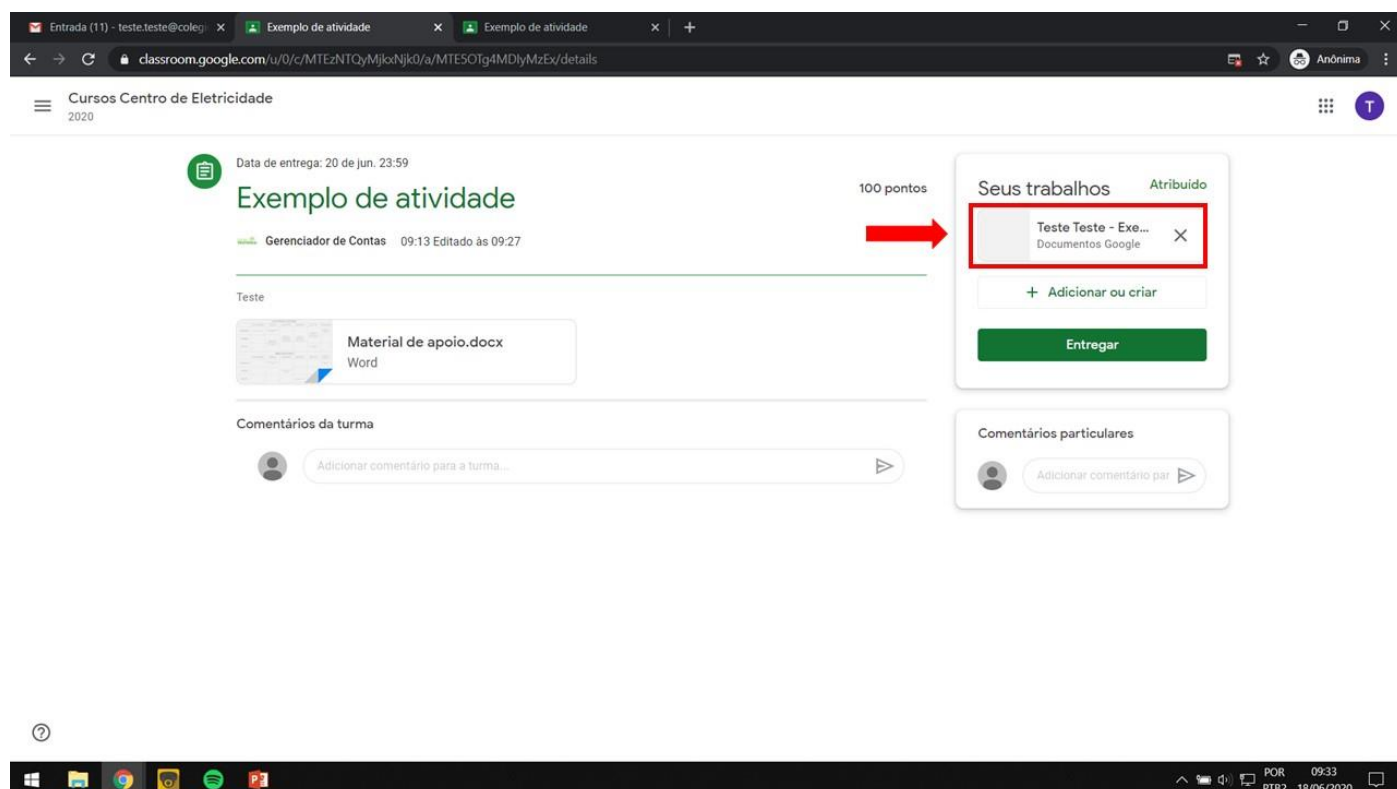 Entrada (11) - teste.teste@colegi
Exemplo de atividade
Exemplo de atividade
classroom.google.com/u/0/c/MTEzNTQyMjkxNjk0/a/MTE5OTg4MDIyMzEx/details
Anônima
Cursos Centro de Eletricidade
2020
T
Data de entrega: 20 de jun. 23:59
Exemplo de atividade
100 pontos
Gerenciador de Contas 09:13 Editado às 09:27
Teste
Material de apoio.docx
Word
Comentários da turma
Adicionar comentário para a turma...
Seus trabalhos
Atribuído
Teste Teste - Exe...
Documentos Google
+ Adicionar ou criar
Entregar
Comentários particulares
Adicionar comentário par
POR
PTB2
09:33
18/06/2020